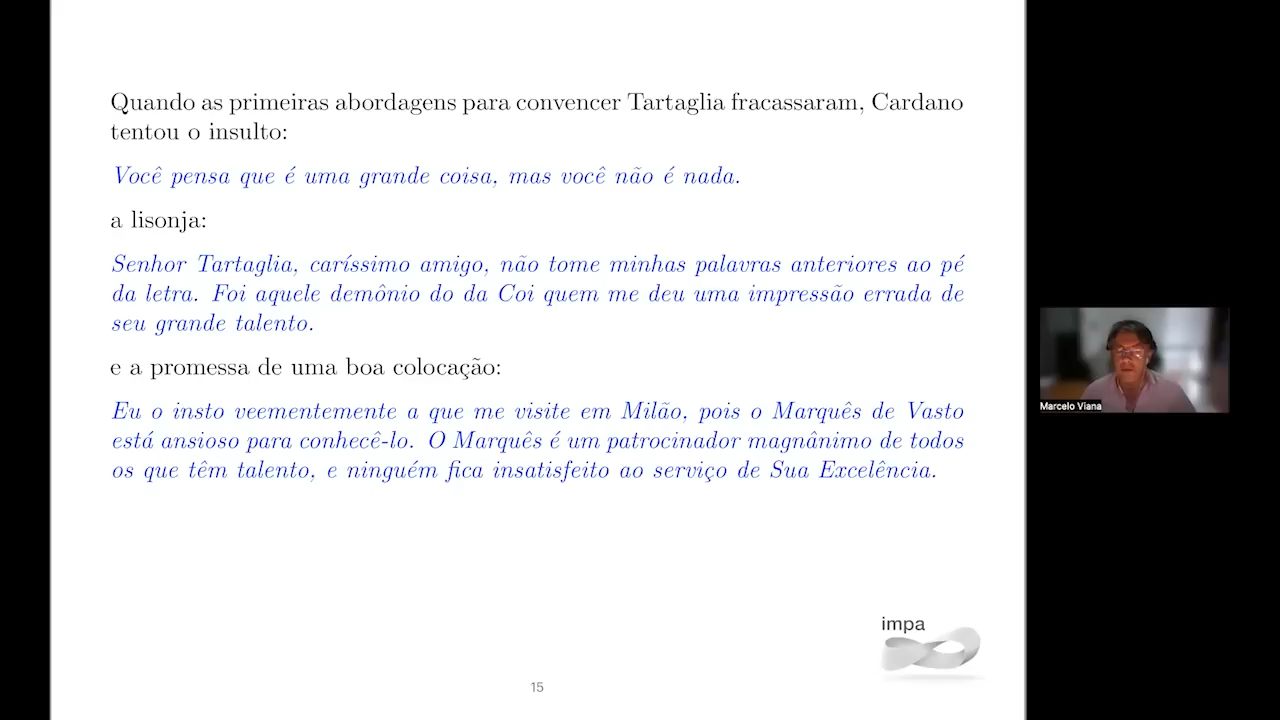 Quando as primeiras abordagens para convencer Tartaglia fracassaram, Cardano
tentou o insulto:
Você pensa que é uma grande coisa, mas você não é nada.
a lisonja:
Senhor Tartaglia, caríssimo amigo, não tome minhas palavras anteriores ao pé
da letra. Foi aquele demônio do da Coi quem me deu uma impressão errada de
seu grande talento.
e a promessa de uma boa colocação:
Eu o insto veementemente a que me visite em Milão, pois o Marquês de Vasto
está ansioso para conhecê-lo. O Marquês é um patrocinador magnânimo de todos
os que têm talento, e ninguém fica insatisfeito ao serviço de Sua Excelência.
impa
15
Marcelo Viana